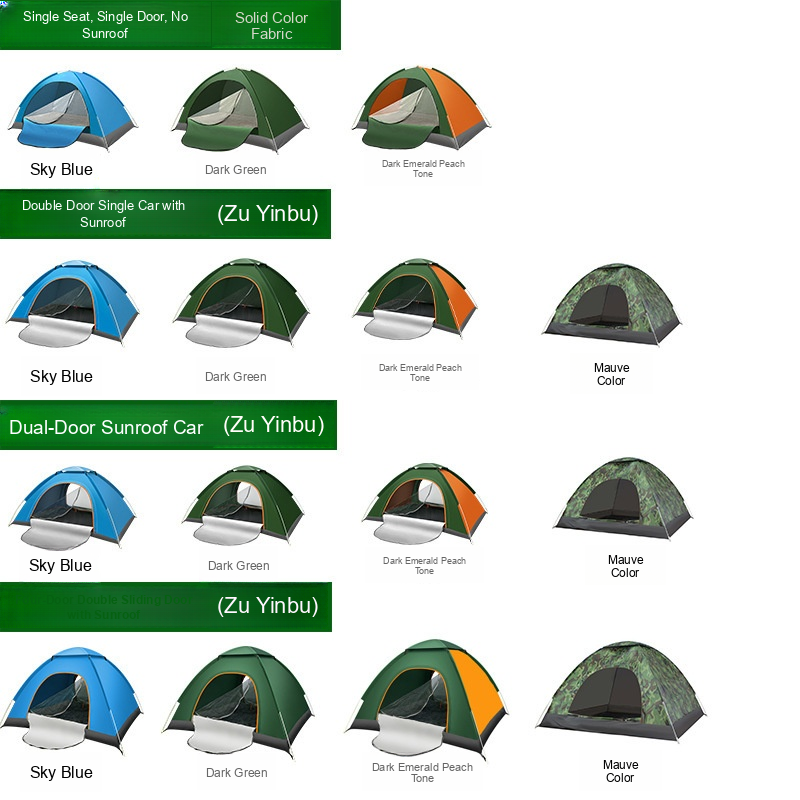 Single Seat, Single Door, No
Sunroof
Solid Color
Fabric
Sky Blue
Dark Green
Dark Emerald Peach
Tone
Double Door Single Car with
Sunroof
(Zu Yinbu)
Sky Blue
Dark Green
Dark Emerald Peach
Tone
Mauve
Color
Dual-Door Sunroof Car
(Zu Yinbu)
Sky Blue
Dark Green
Dark Emerald Peach
Tone
Mauve
Color
Double Sliding
with Sunroof
(Zu Yinbu)
Sky Blue
Dark Green
Dark Emerald Peach
Tone
Mauve
Color